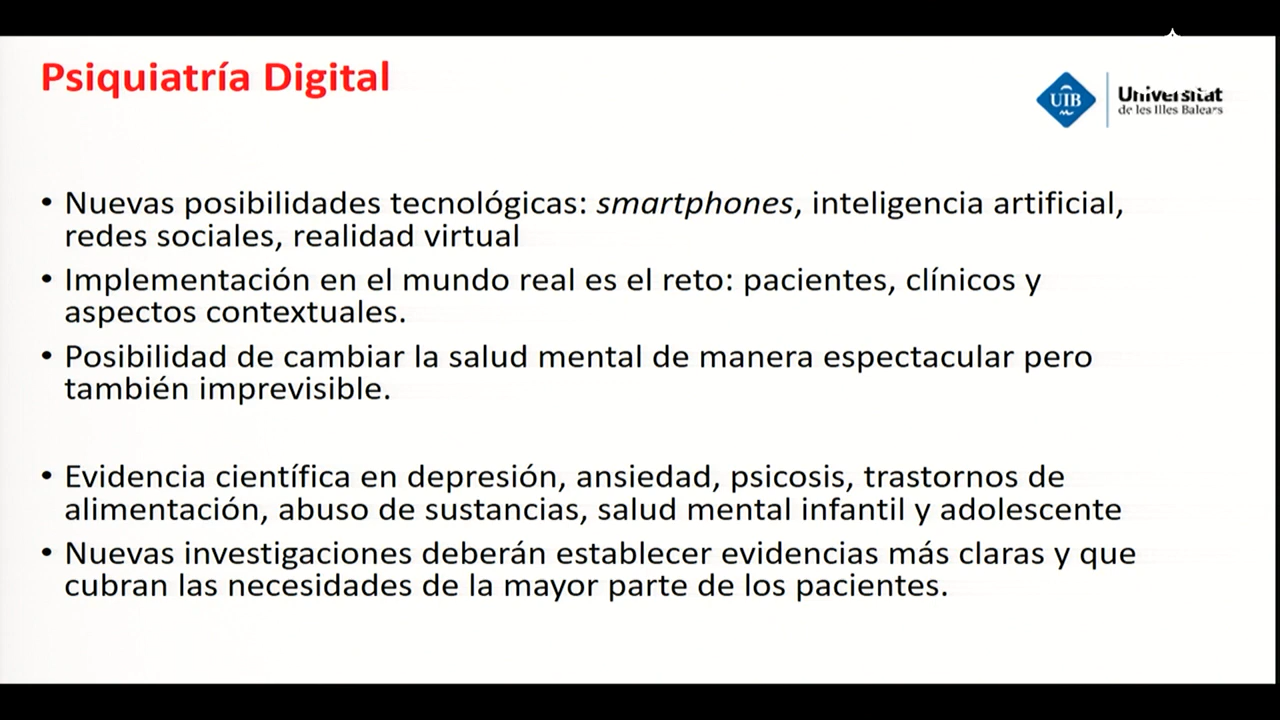 Psiquiatría Digital
UIB
Universitat
de les Illes Balears
• Nuevas posibilidades tecnológicas: smartphones, inteligencia artificial,
redes sociales, realidad virtual
• Implementación en el mundo real es el reto: pacientes, clínicos y
aspectos contextuales.
• Posibilidad de cambiar la salud mental de manera espectacular pero
también imprevisible.
• Evidencia científica en depresión, ansiedad, psicosis, trastornos de
alimentación, abuso de sustancias, salud mental infantil y adolescente
• Nuevas investigaciones deberán establecer evidencias más claras y que
cubran las necesidades de la mayor parte de los pacientes.